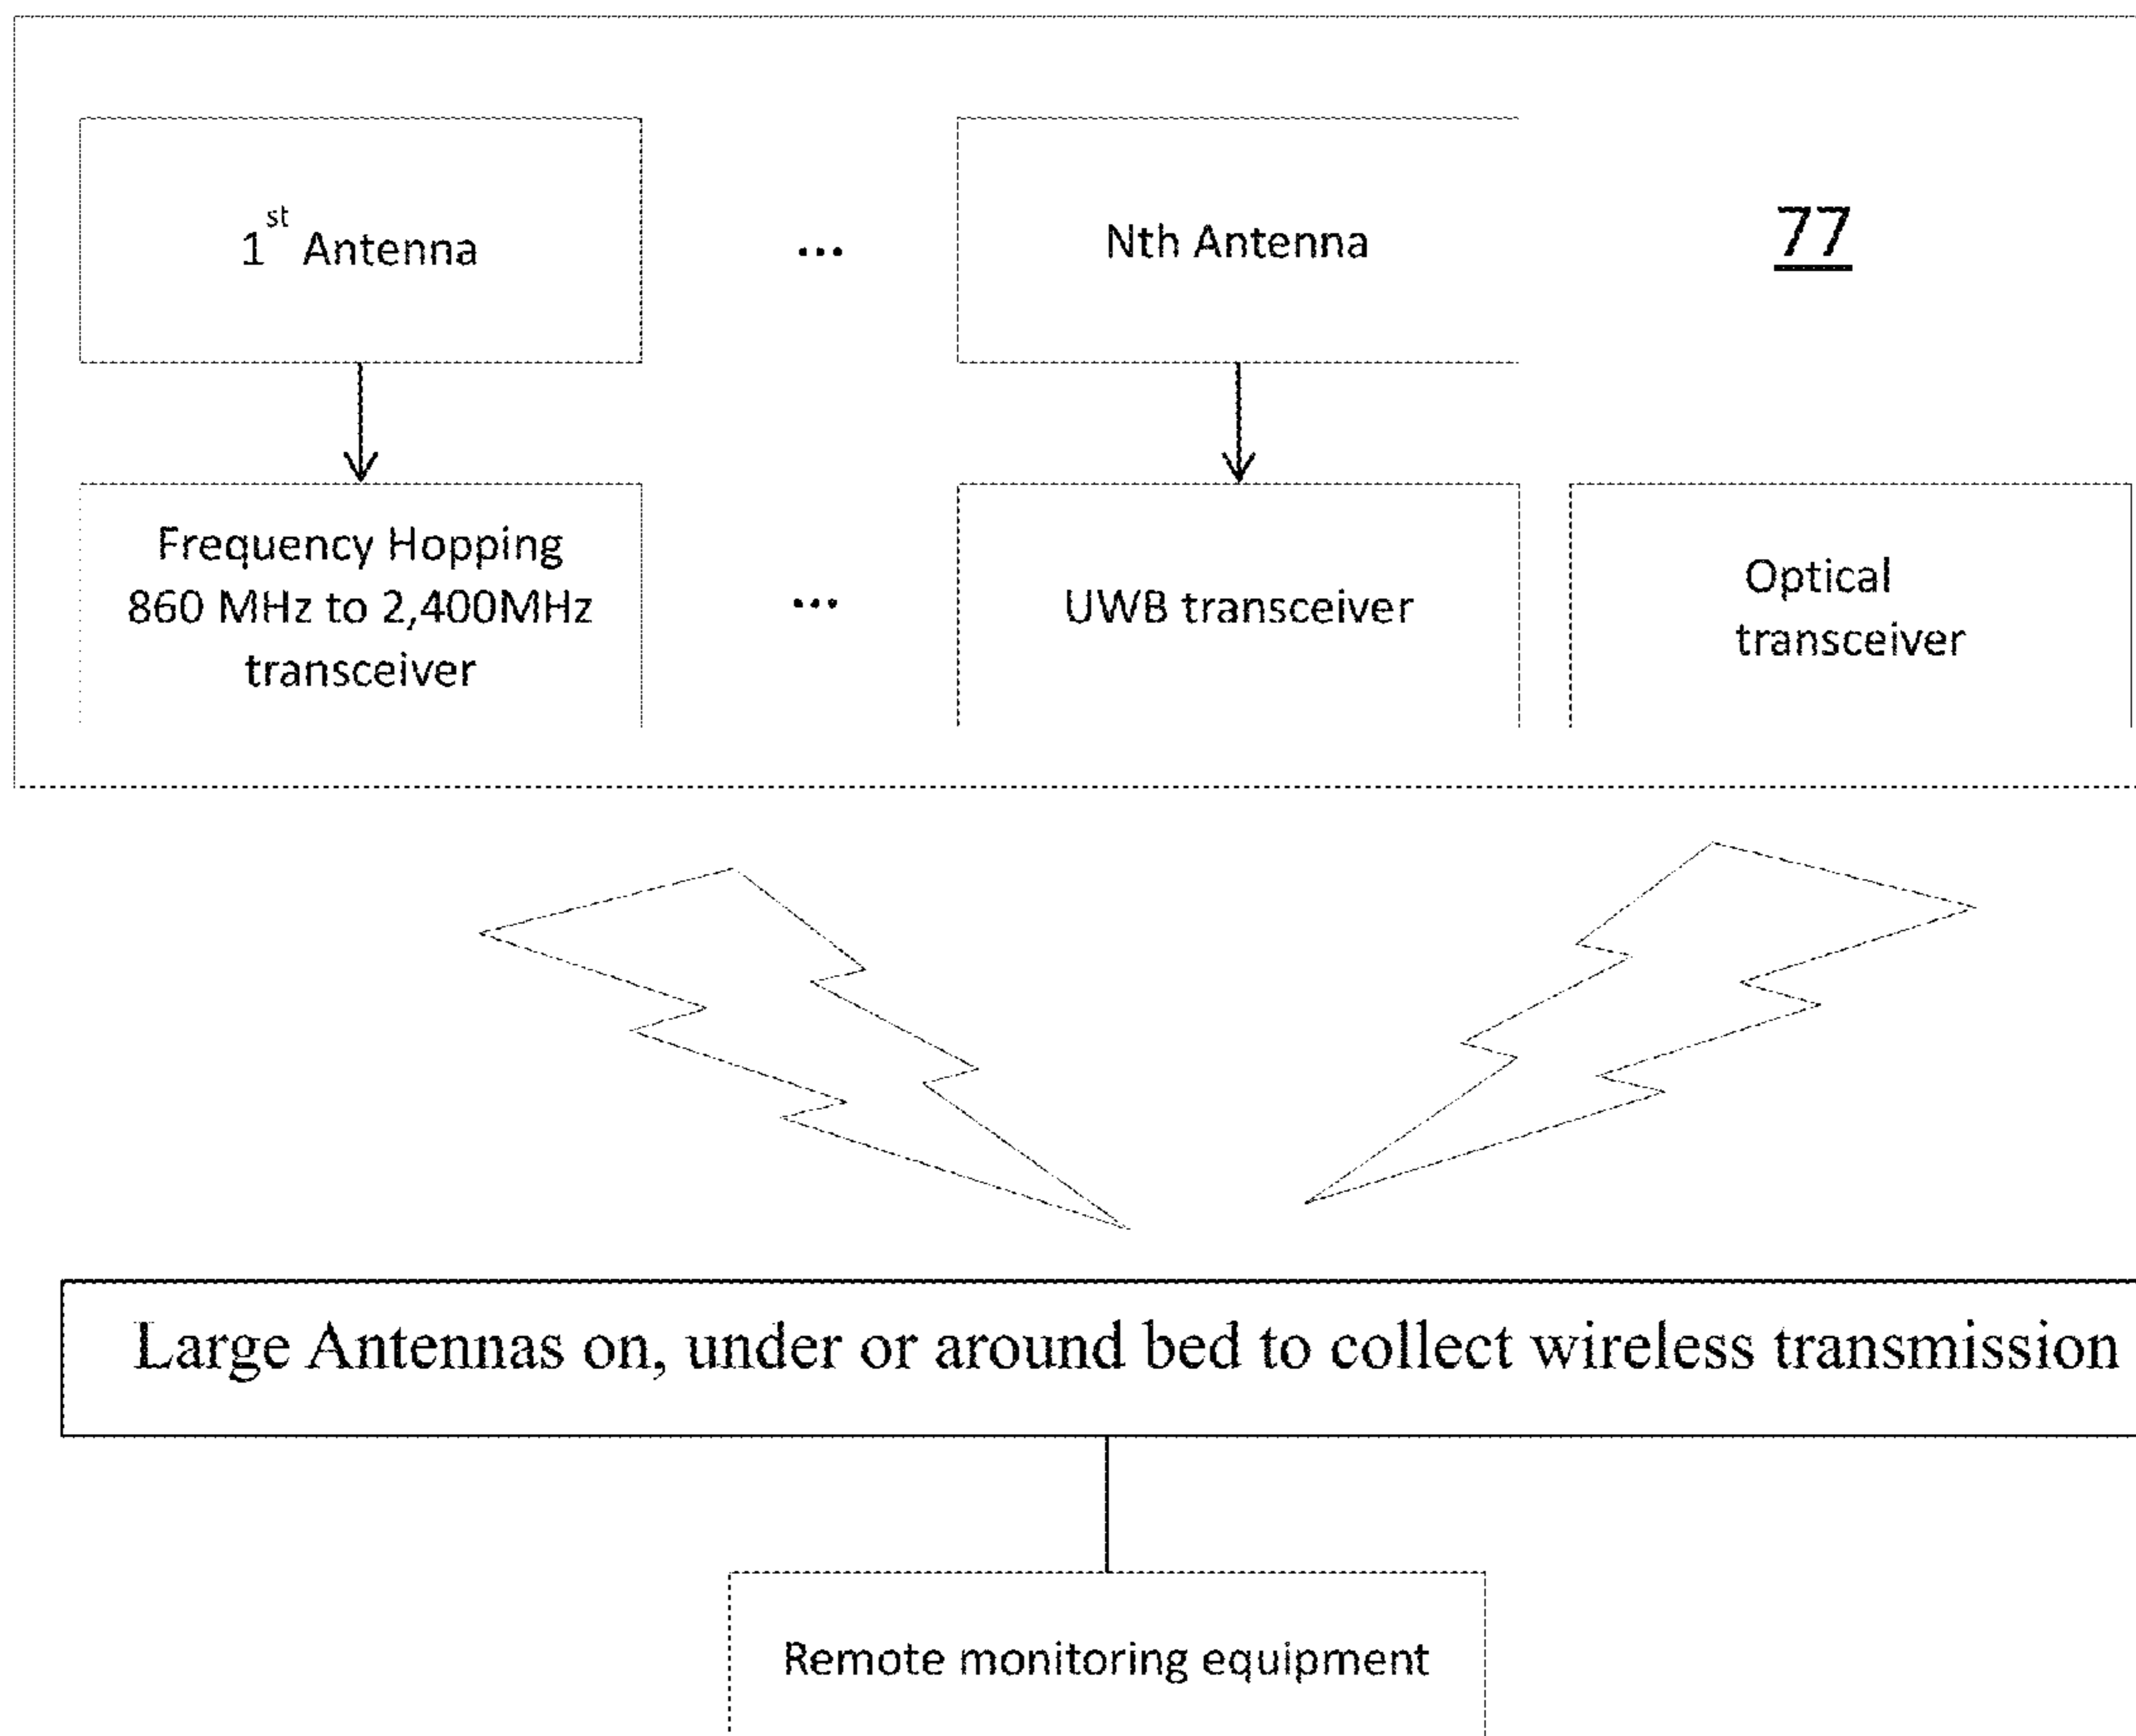 1st Antenna
...
Nth Antenna
77
Frequency Hopping
860 MHz to 2,400MHz
transceiver
...
UWB transceiver
Optical
transceiver
Large Antennas on, under or around bed to collect wireless transmission
Remote monitoring equipment